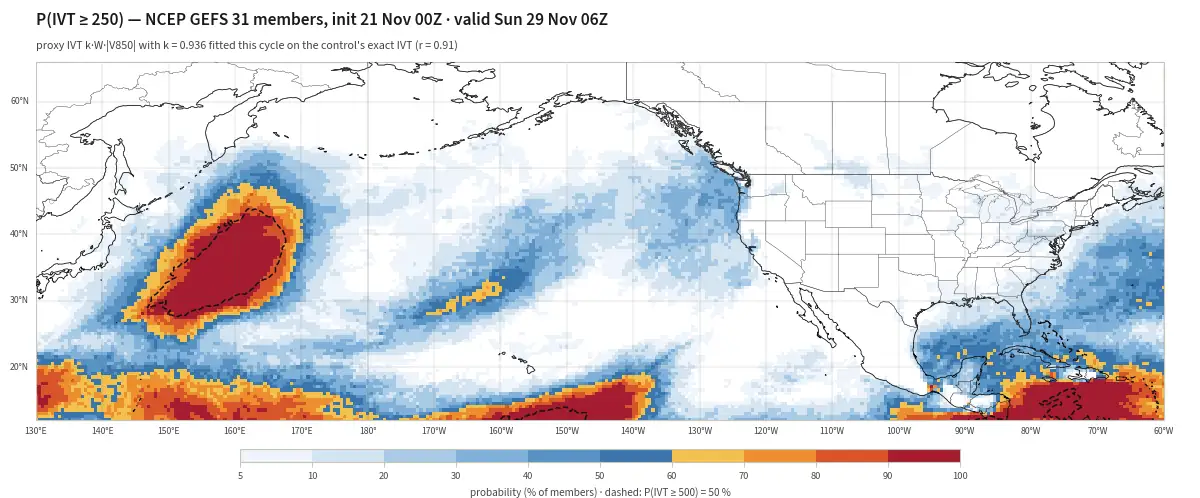 P(IVT ≥ 250) — NCEP GEFS 31 members, init 21 Nov 00Z · valid Sun 29 Nov 06Z
proxy IVT k·W·|V850| with k = 0.936 fitted this cycle on the control's exact IVT (r = 0.91)
60°N
50°N
40°N
30°N
20°N
130°E 140°E 150°E 160°E 170°E 180° 170°W 160°W 150°W 140°W 130°W 120°W 110°W 100°W 90°W 80°W 70°W 60°W
5 10 20 30 40 50 60 70 80 90 100
probability (% of members) · dashed: P(IVT ≥ 500) = 50 %